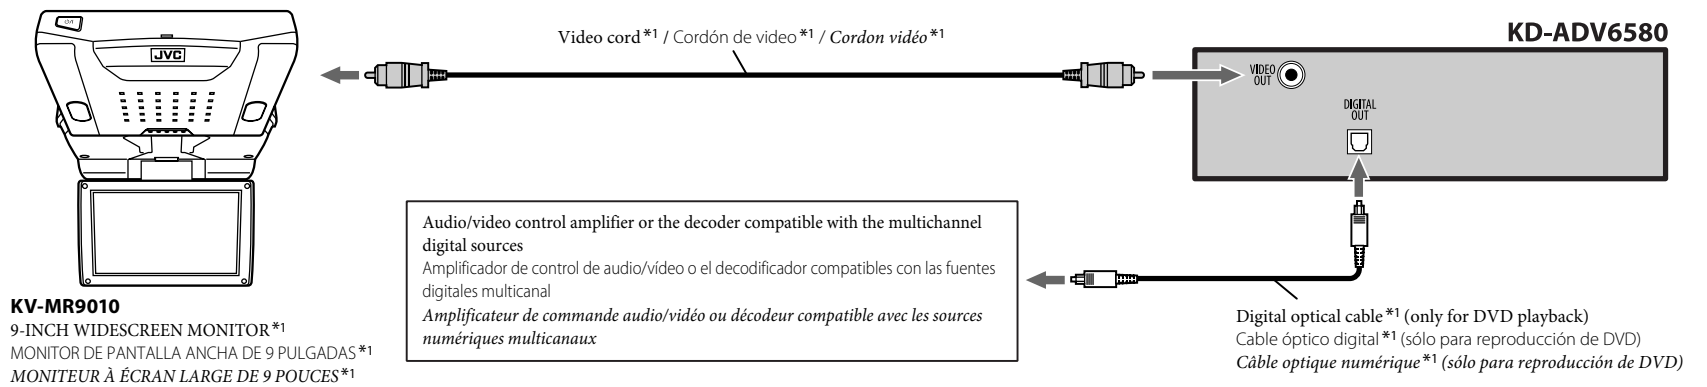 Video cord*1 / Cordón de video*1 / Cordon vidéo*1
KD-ADV6580
JVC
VIDEO
OUT
DIGITAL
OUT
Audio/video control amplifier or the decoder compatible with the multichannel
digital sources
Amplificador de control de audio/vídeo o el decodificador compatibles con las fuentes
digitales multicanal
Amplificateur de commande audio/vidéo ou décodeur compatible avec les sources
numériques multicanaux
KV-MR9010
9-INCH WIDESCREEN MONITOR*1
MONITOR DE PANTALLA ANCHA DE 9 PULGADAS*1
MONITEUR À ÉCRAN LARGE DE 9 POUCES*1
Digital optical cable*1 (only for DVD playback)
Cable óptico digital*1 (sólo para reproducción de DVD)
Câble optique numérique*1 (sólo para reproducción de DVD)